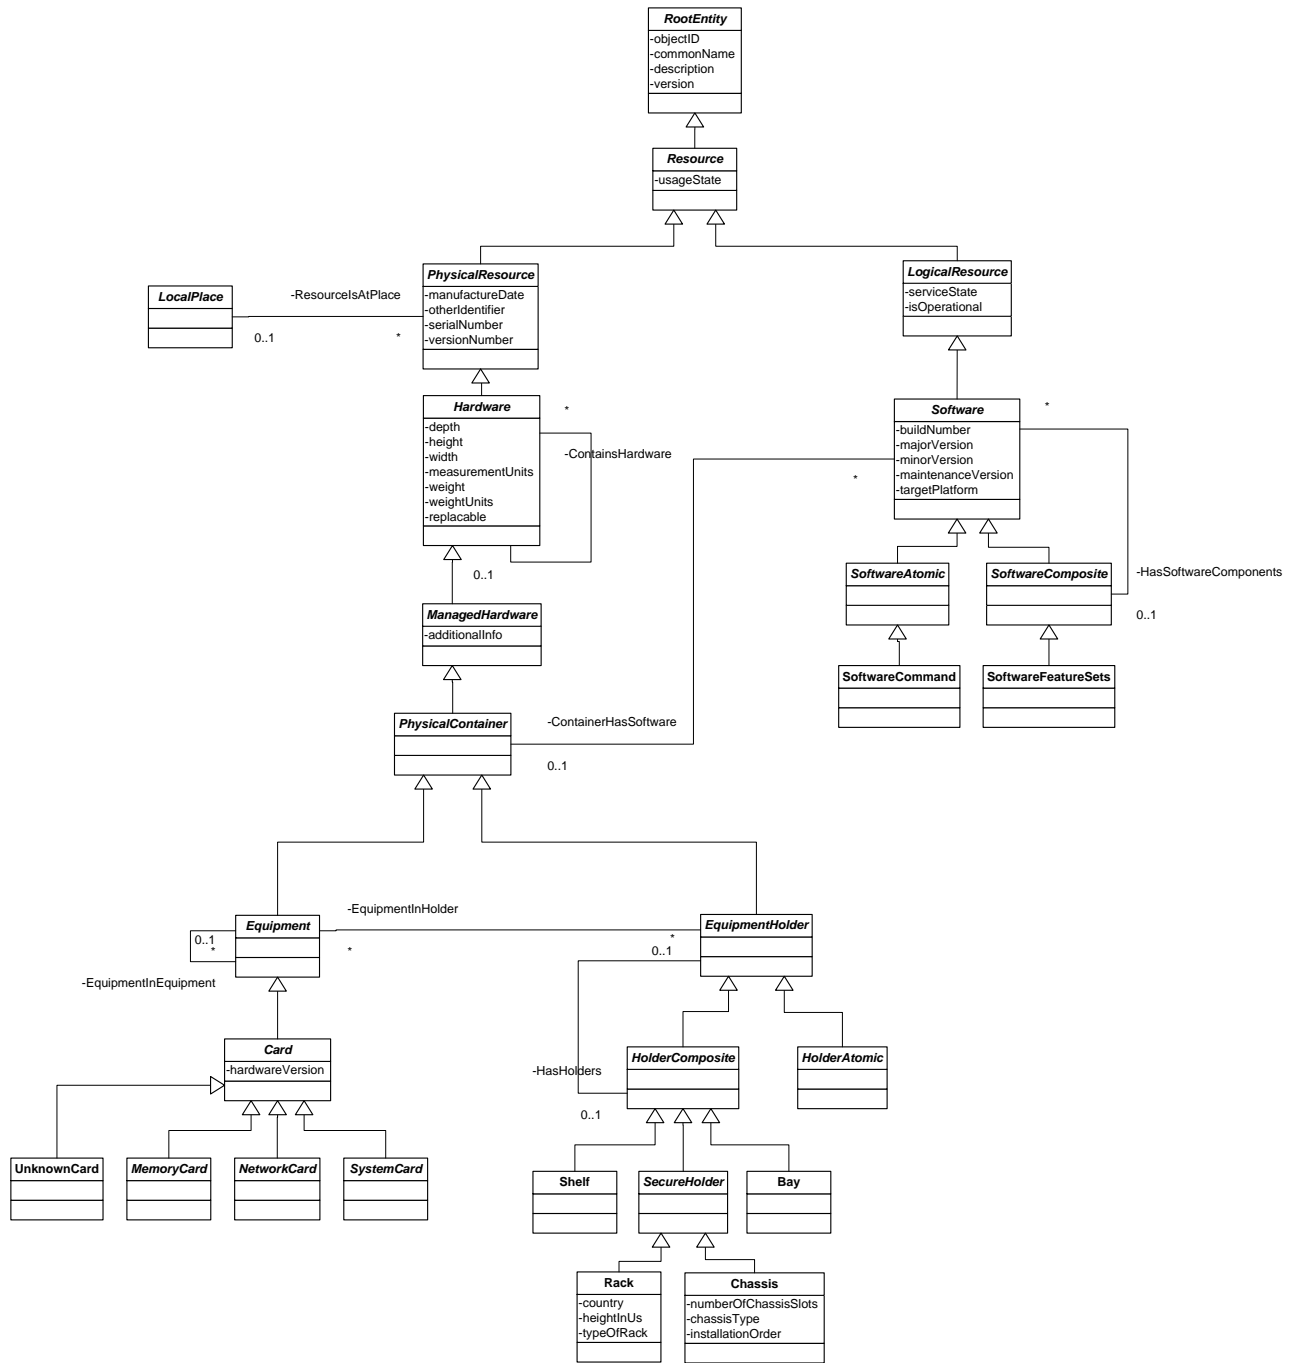 RootEntity
-objectID
-commonName
-description
-version
Resource
-usageState
PhysicalResource
-manufactureDate
-otherIdentifier
-serialNumber
-versionNumber
LogicalResource
-serviceState
-isOperational
LocalPlace
-ResourceIsAtPlace
0..1
*
Hardware
-depth
-height
-width
-measurementUnits
-weight
-weightUnits
-replacable
*
-ContainsHardware
0..1
Software
-buildNumber
-majorVersion
-minorVersion
-maintenanceVersion
-targetPlatform
*
*
SoftwareAtomic
SoftwareComposite
-HasSoftwareComponents
0..1
ManagedHardware
-additionalInfo
SoftwareCommand
SoftwareFeatureSets
PhysicalContainer
-ContainerHasSoftware
0..1
Equipment
0..1
*
-EquipmentInHolder
*
*
EquipmentHolder
0..1
-EquipmentInEquipment
Card
-hardwareVersion
HolderComposite
HolderAtomic
-HasHolders
0..1
UnknownCard
MemoryCard
NetworkCard
SystemCard
Shelf
SecureHolder
Bay
Rack
-country
-heightInUs
-typeOfRack
Chassis
-numberOfChassisSlots
-chassisType
-installationOrder